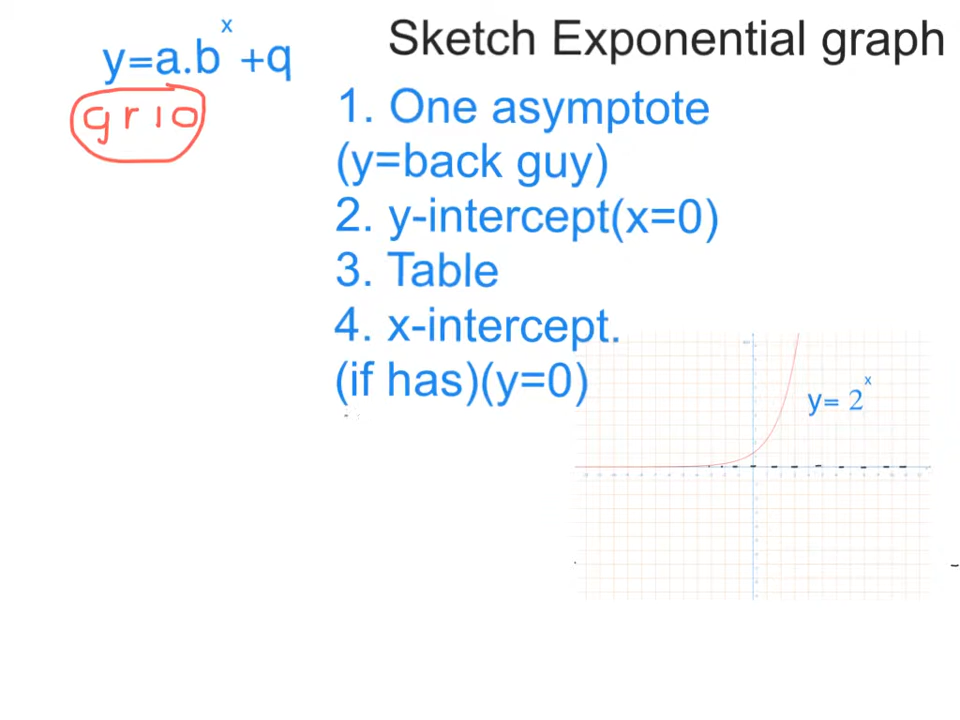 y=a.b^x+q
gr10
Sketch Exponential graph
1. One asymptote
(y=back guy)
2. y-intercept(x=0)
3. Table
4. x-intercept.
(if has)(y=0)
y= 2^x